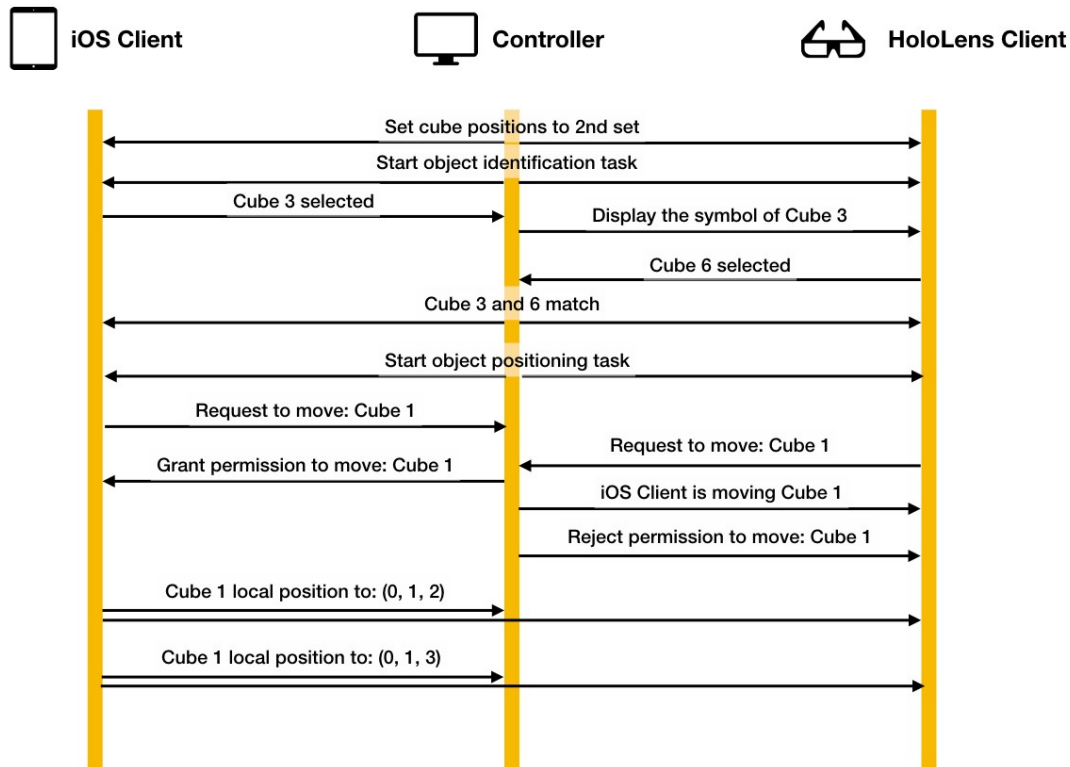 iOS Client
Controller
HoloLens Client
Set cube positions to 2nd set
Start object identification task
Cube 3 selected
Display the symbol of Cube 3
Cube 6 selected
Cube 3 and 6 match
Start object positioning task
Request to move: Cube 1
Request to move: Cube 1
Grant permission to move: Cube 1
iOS Client is moving Cube 1
Reject permission to move: Cube 1
Cube 1 local position to: (0, 1, 2)
Cube 1 local position to: (0, 1, 3)